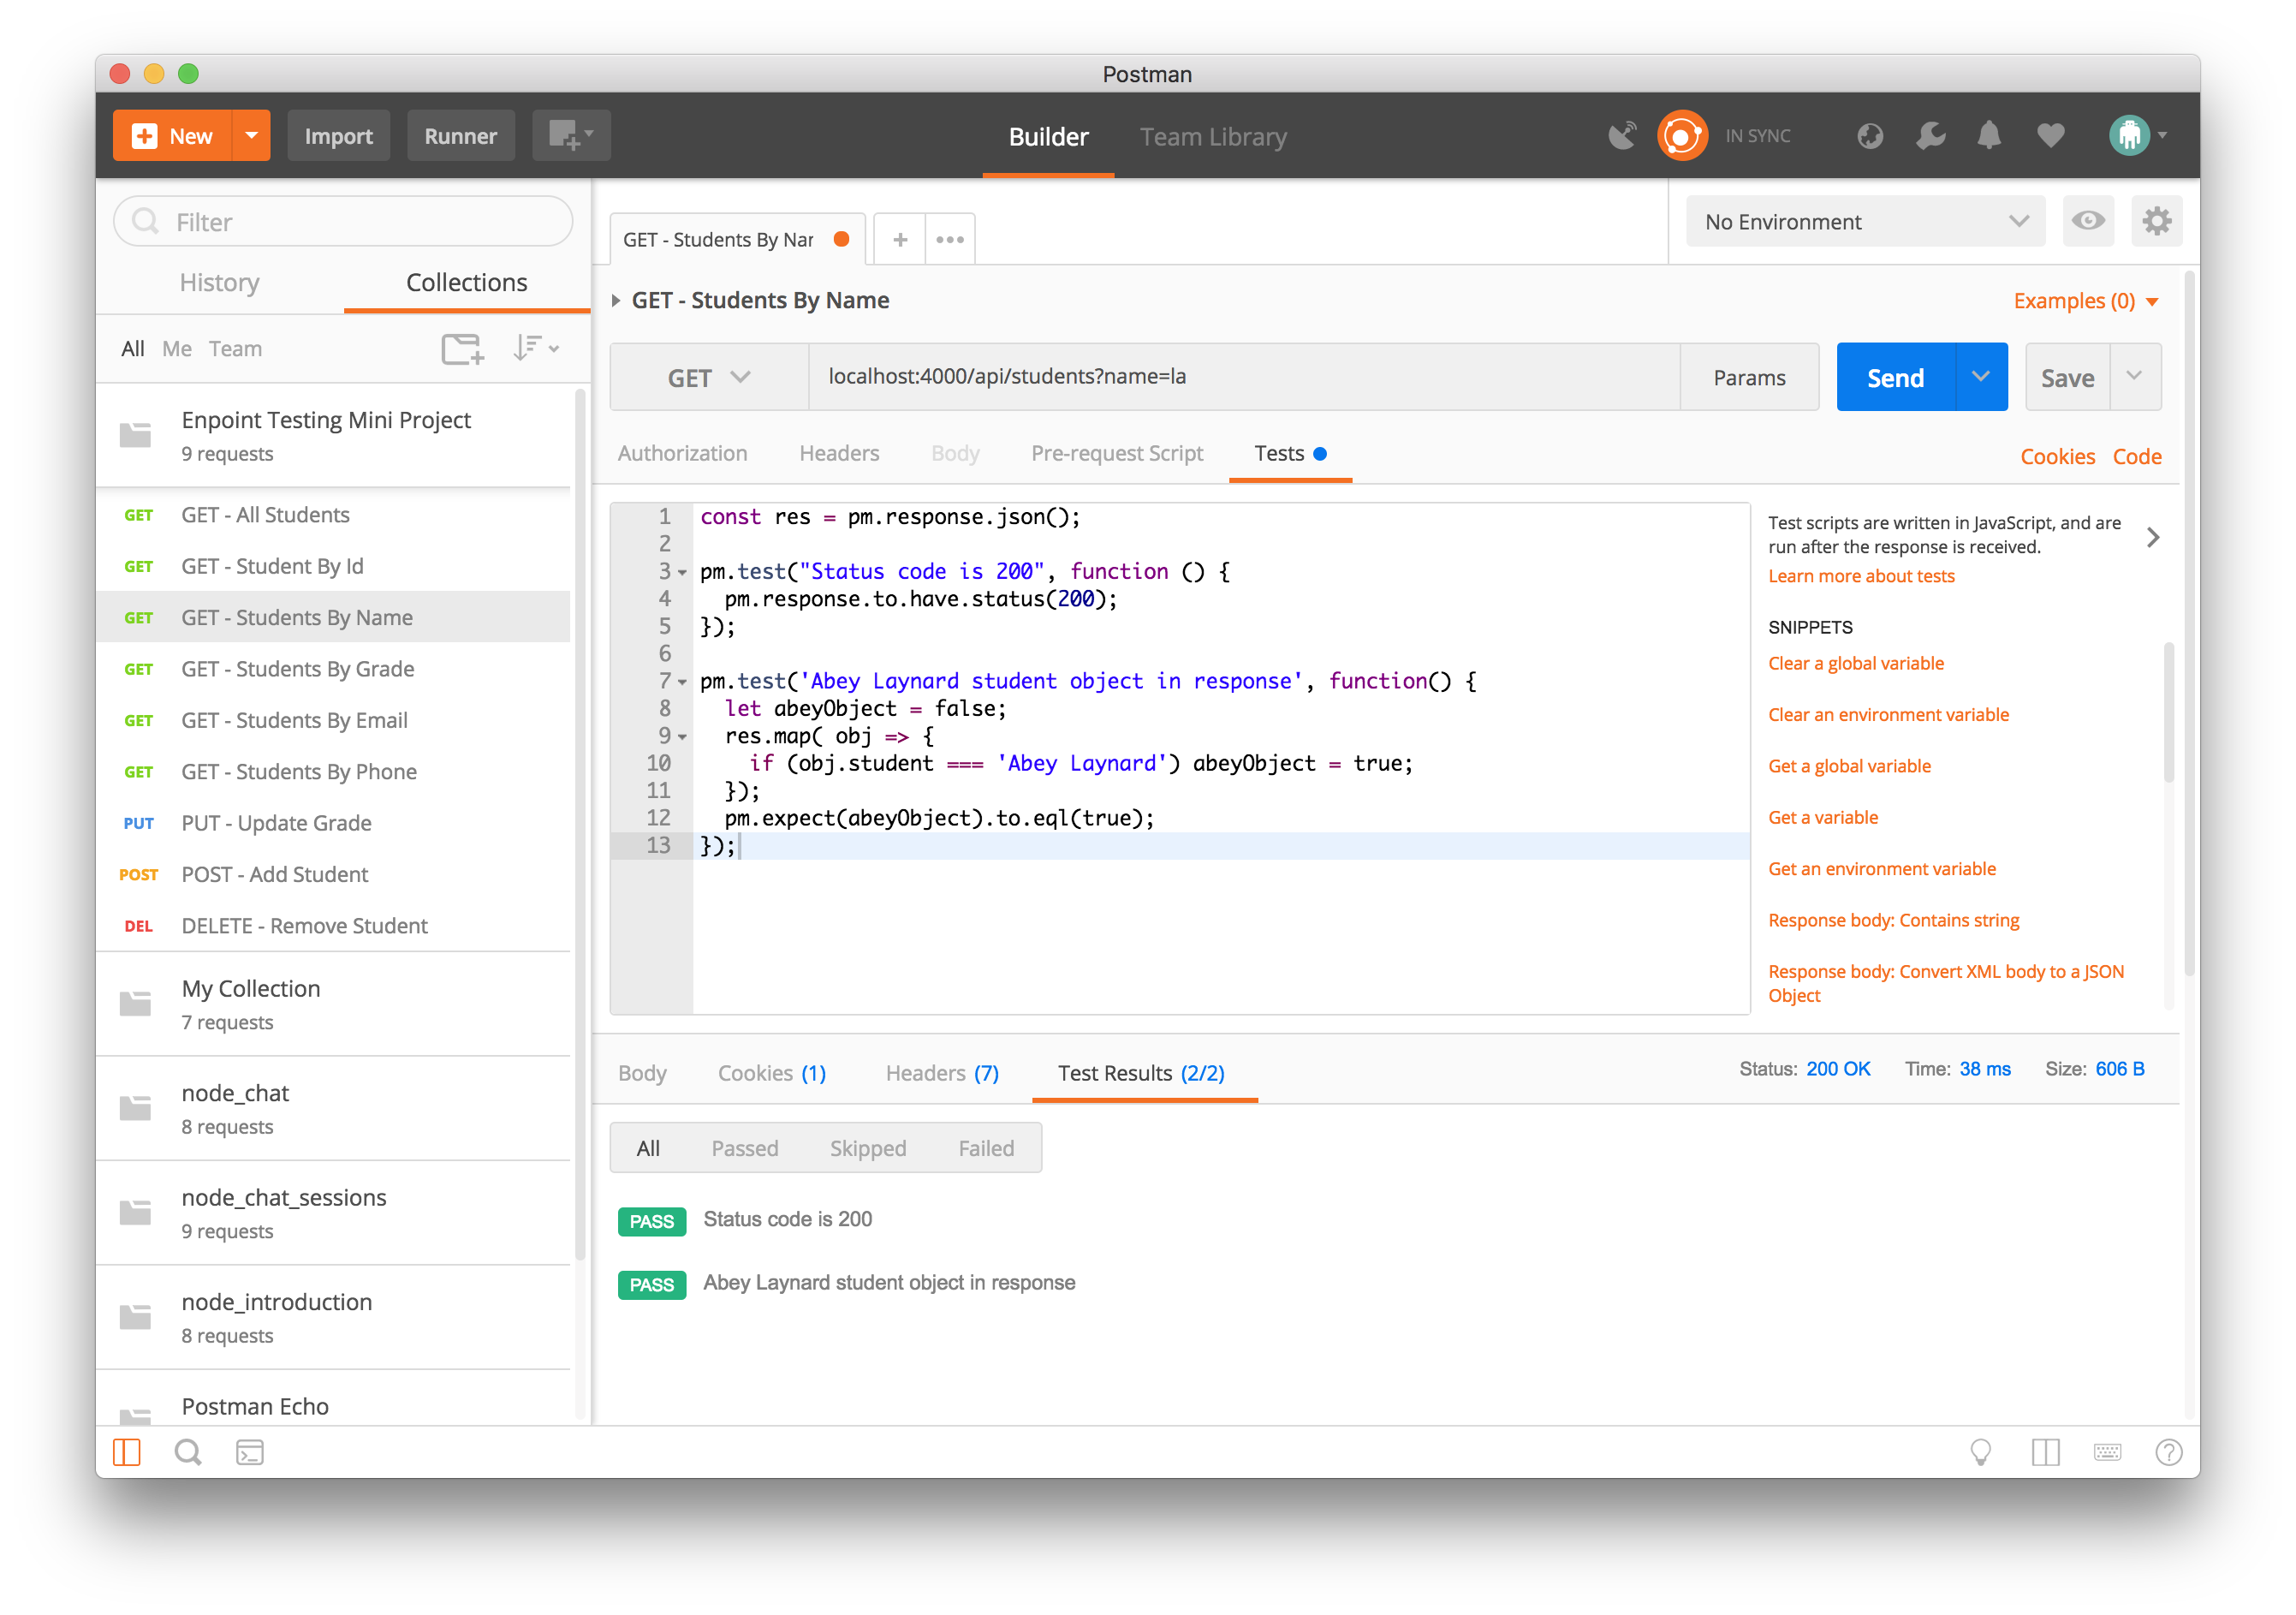 Postman
New
Import
Runner
Builder
Team Library
IN SYNC
Filter
History
Collections
All
Me
Team
Enpoint Testing Mini Project
9 requests
GET GET - All Students
GET GET - Student By Id
GET GET - Students By Name
GET GET - Students By Grade
GET GET - Students By Email
GET GET - Students By Phone
PUT PUT - Update Grade
POST POST - Add Student
DEL DELETE - Remove Student
My Collection
7 requests
node_chat
8 requests
node_chat_sessions
9 requests
node_introduction
8 requests
Postman Echo
GET - Students By Nar
No Environment
GET - Students By Name
Examples (0)
GET
localhost:4000/api/students?name=la
Params
Send
Save
Authorization
Headers
Body
Pre-request Script
Tests
Cookies
Code
1 const res = pm.response.json();
2
3 pm.test("Status code is 200", function () {
4 pm.response.to.have.status(200);
5 });
6
7 pm.test('Abey Laynard student object in response', function() {
8 let abeyObject = false;
9 res.map( obj => {
10 if (obj.student === 'Abey Laynard') abeyObject = true;
11 });
12 pm.expect(abeyObject).to.eql(true);
13 });
Test scripts are written in JavaScript, and are
run after the response is received.
Learn more about tests
SNIPPETS
Clear a global variable
Clear an environment variable
Get a global variable
Get a variable
Get an environment variable
Response body: Contains string
Response body: Convert XML body to a JSON
Object
Body
Cookies (1)
Headers (7)
Test Results (2/2)
Status: 200 OK
Time: 38 ms
Size: 606 B
All
Passed
Skipped
Failed
PASS Status code is 200
PASS Abey Laynard student object in response